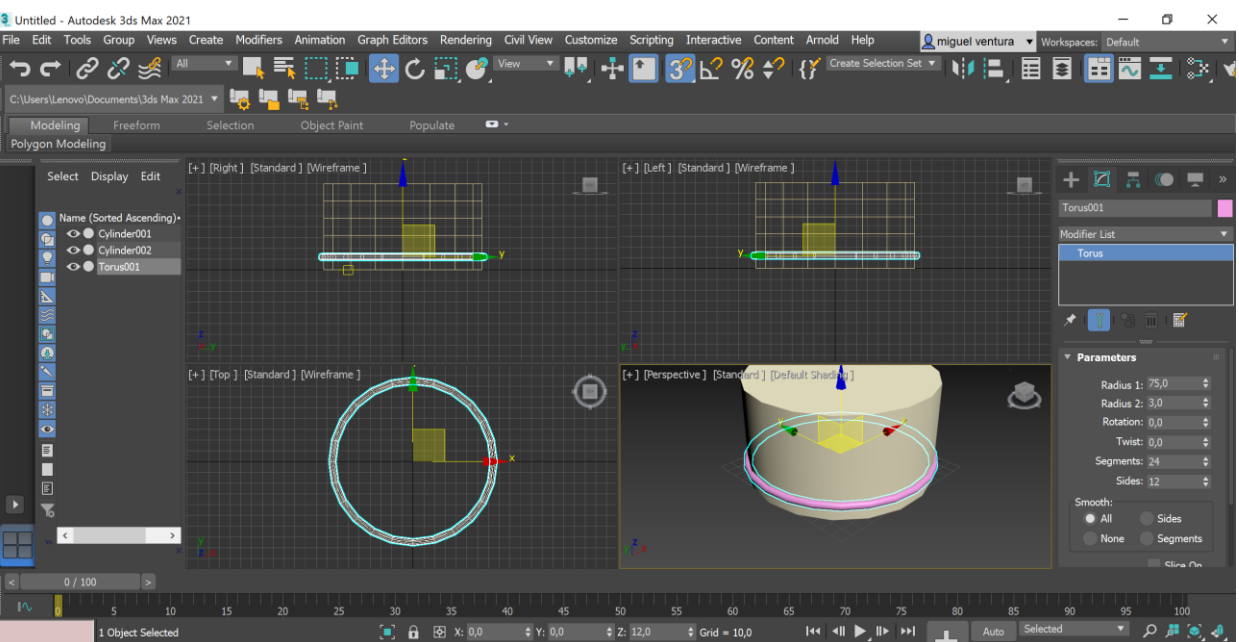 3 Untitled - Autodesk 3ds Max 2021
File Edit Tools Group Views Create Modifiers Animation Graph Editors Rendering Civil View Customize Scripting Interactive Content Arnold Help miguel ventura Workspaces: Default
All View 3 Create Selection Set
C:\Users\Lenovo\Documents\3ds Max 2021
Modeling Freeform Selection Object Paint Populate
Polygon Modeling
Select Display Edit
Name (Sorted Ascending)
Cylinder001
Cylinder002
Torus001
[+] [Right] [Standard] [Wireframe]
y
z
y
[+] [Left] [Standard] [Wireframe]
y
z
y
[+] [Top] [Standard] [Wireframe]
x
y
z x
[+] [Perspective] [Standard] [Default Shading]
z
y x
Torus001
Modifier List
Torus
Parameters
Radius 1: 75,0
Radius 2: 3,0
Rotation: 0,0
Twist: 0,0
Segments: 24
Sides: 12
Smooth:
All Sides
None Segments
Slice On
< 0 / 100 >
0 5 10 15 20 25 30 35 40 45 50 55 60 65 70 75 80 85 90 95 100
1 Object Selected X: 0,0 Y: 0,0 Z: 12,0 Grid = 10,0 Auto Selected